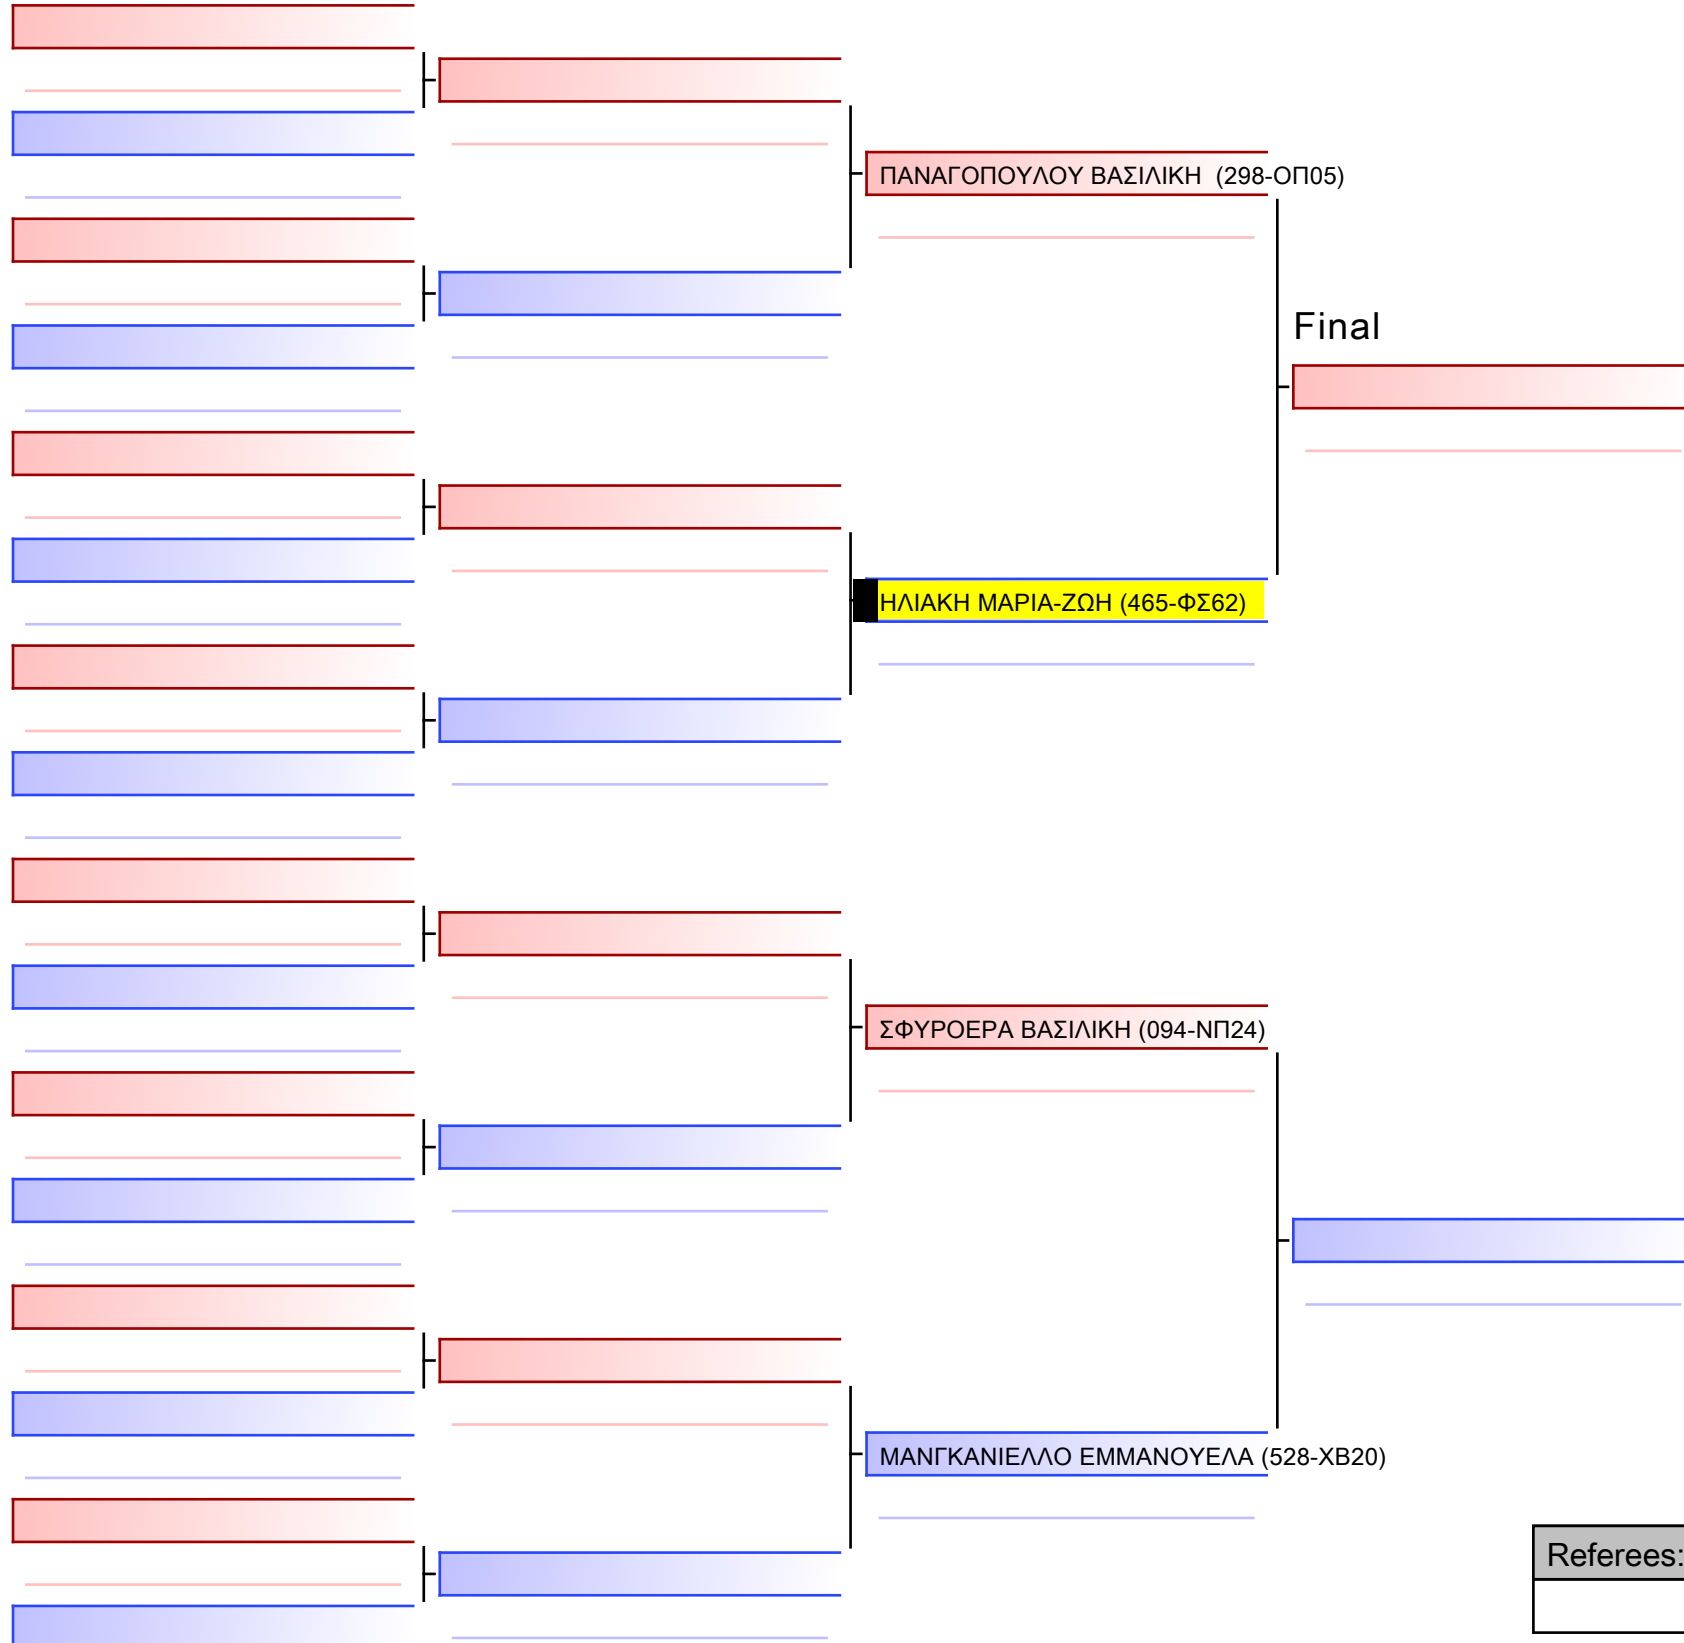 ΠΑΝΑΓΟΠΟΥΛΟΥ ΒΑΣΙΛΙΚΗ (298-ΟΠ05)
Final
ΗΛΙΑΚΗ ΜΑΡΙΑ-ΖΩΗ (465-ΦΣ62)
ΣΦΥΡΟΕΡΑ ΒΑΣΙΛΙΚΗ (094-ΝΠ24)
ΜΑΝΓΚΑΝΙΕΛΛΟ ΕΜΜΑΝΟΥΕΛΑ (528-ΧΒ20)
Referees: